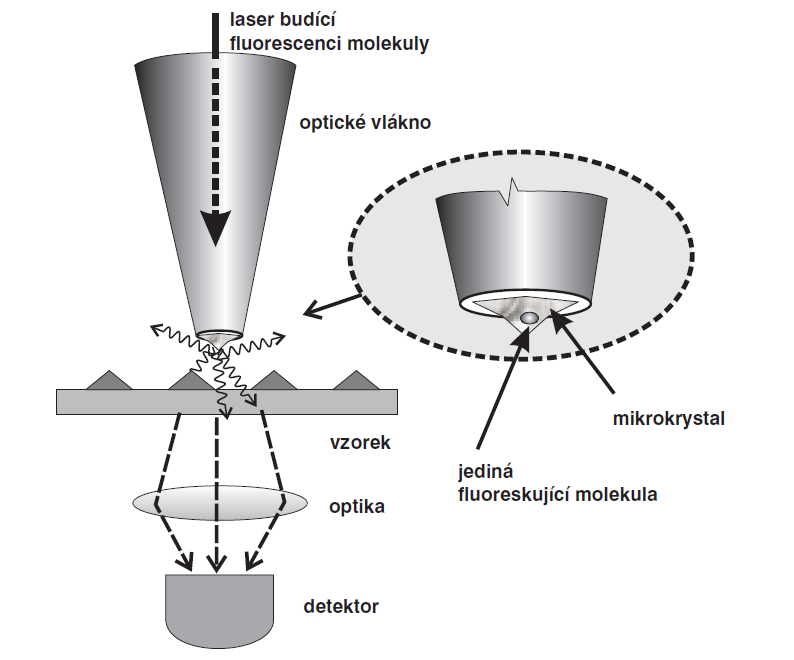 laser budící
fluorescenci molekuly
optické vlákno
mikrokrystal
vzorek
jediná
fluoreskující molekula
optika
detektor